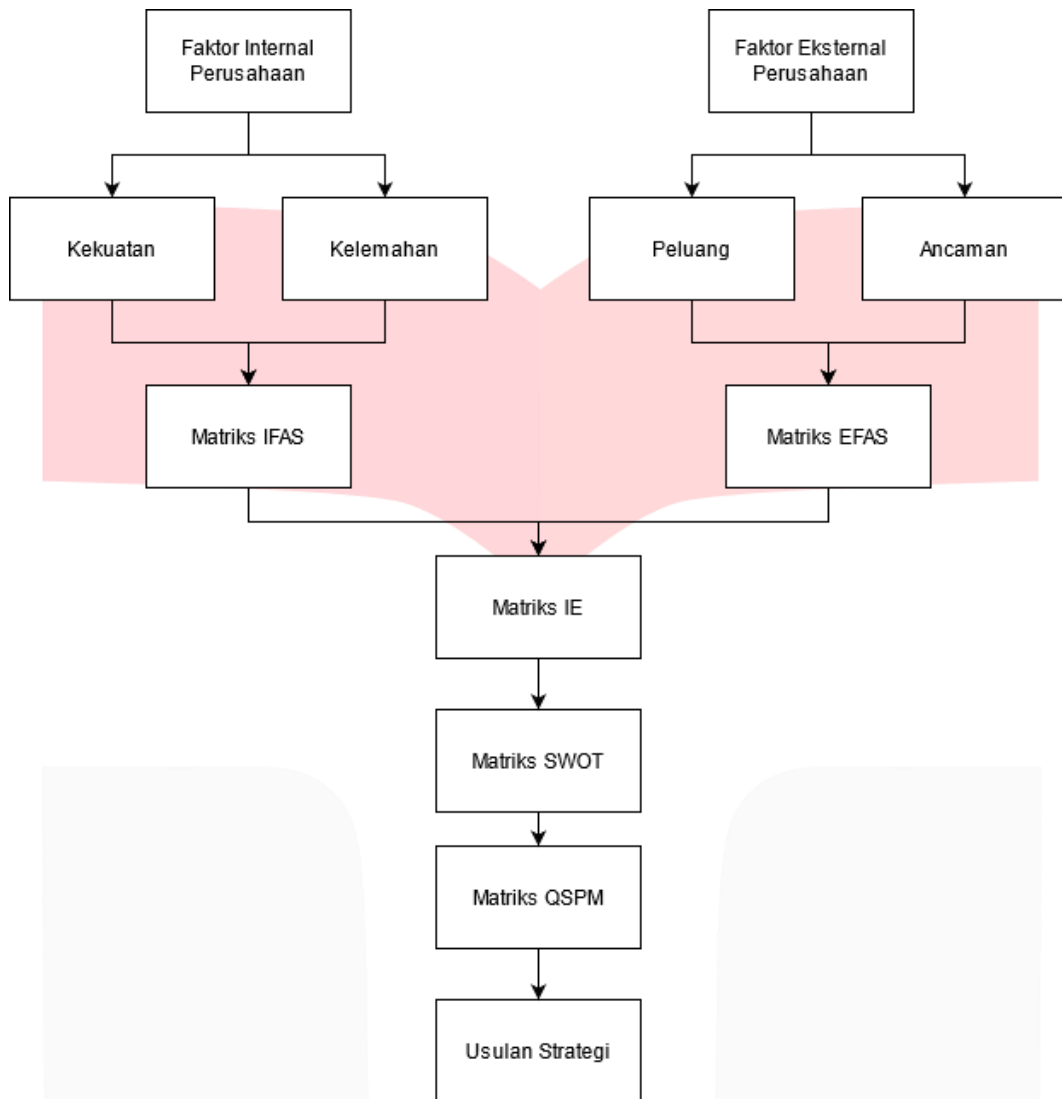 Faktor Internal
Perusahaan
Faktor Eksternal
Perusahaan
Kekuatan
Kelemahan
Peluang
Ancaman
Matriks IFAS
Matriks EFAS
Matriks IE
Matriks SWOT
Matriks QSPM
Usulan Strategi